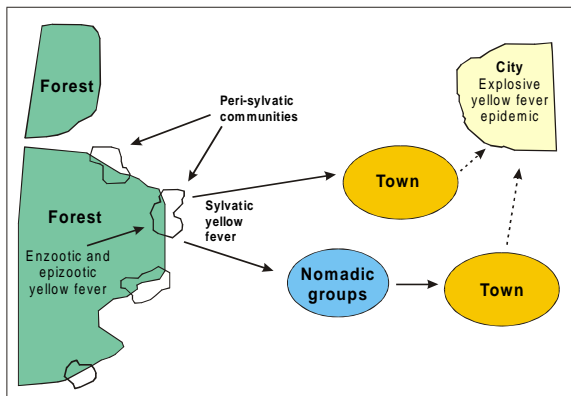 Forest
Peri-sylvatic
communities
City
Explosive
yellow fever
epidemic
Forest
Enzootic and
epizootic
yellow fever
Sylvatic
yellow
fever
Town
Nomadic
groups
Town